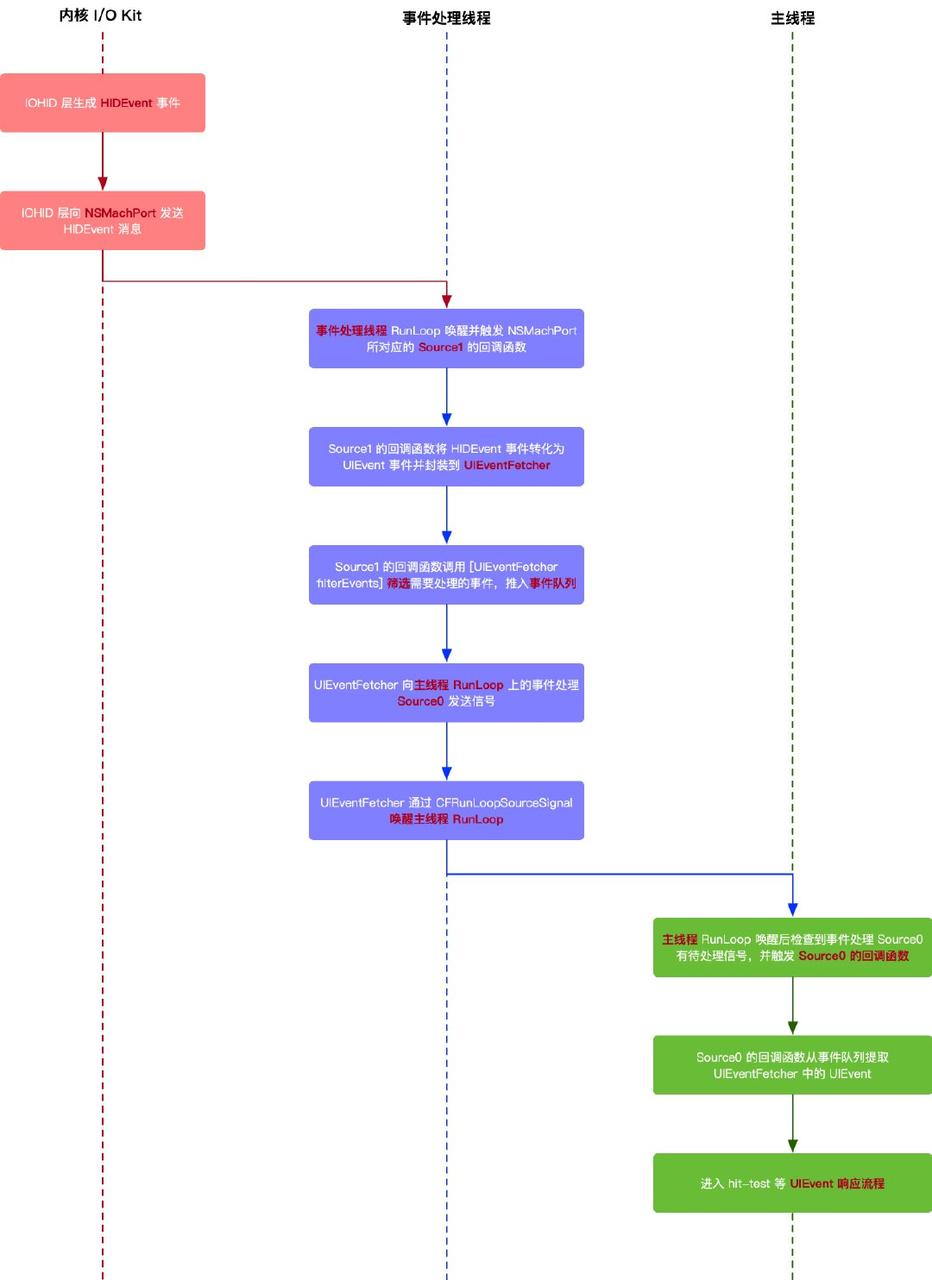 内核 I/O Kit
事件处理线程
主线程
IOHID 层生成 HIDEvent 事件
IOHID 层向 NSMachPort 发送
HIDEvent 消息
事件处理线程 RunLoop 唤醒并触发 NSMachPort
所对应的 Source1 的回调函数
Source1 的回调函数将 HIDEvent 事件转化为
UIEvent 事件并封装到 UIEventFetcher
Source1 的回调函数调用 [UIEventFetcher
filterEvents] 筛选需要处理的事件，推入事件队列
UIEventFetcher 向主线程 RunLoop 上的事件处理
Source0 发送信号
UIEventFetcher 通过 CFRunLoopSourceSignal
唤醒主线程 RunLoop
主线程 RunLoop 唤醒后检查到事件处理 Source0
有待处理信号，并触发 Source0 的回调函数
Source0 的回调函数从事件队列提取
UIEventFetcher 中的 UIEvent
进入 hit-test 等 UIEvent 响应流程